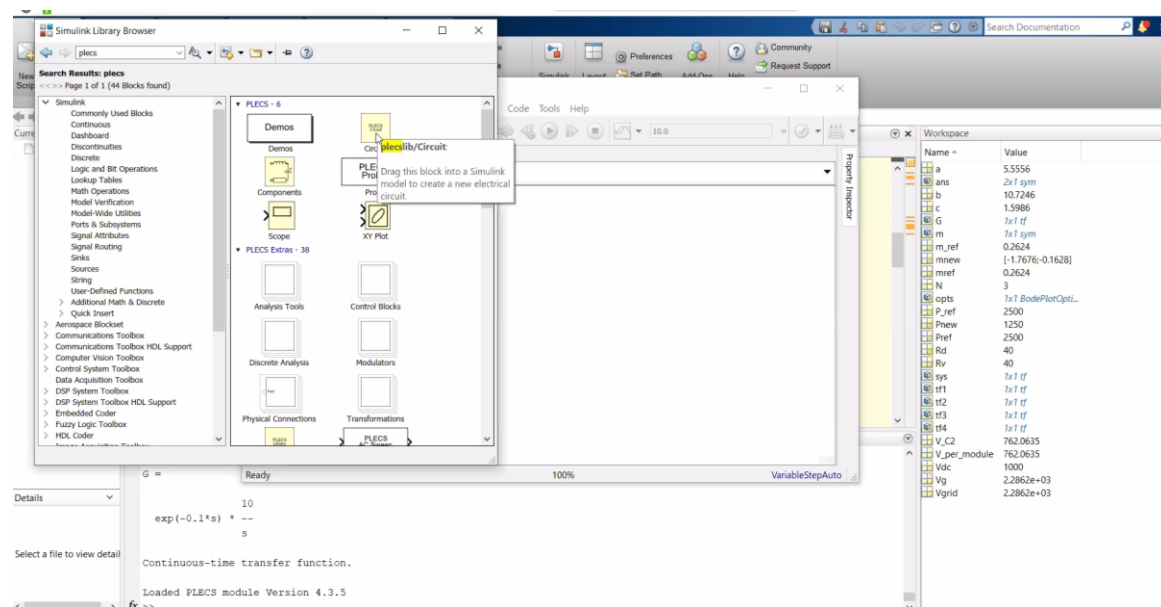 Simulink Library Browser
plecs
Search Results: plecs
<< >> Page 1 of 1 (44 Blocks found)
Simulink
Commonly Used Blocks
Continuous
Dashboard
Discontinuities
Discrete
Logic and Bit Operations
Lookup Tables
Math Operations
Model Verification
Model-Wide Utilities
Ports & Subsystems
Signal Attributes
Signal Routing
Sinks
Sources
String
User-Defined Functions
Additional Math & Discrete
Quick Insert
Aerospace Blockset
Communications Toolbox
Communications Toolbox HDL Support
Computer Vision Toolbox
Control System Toolbox
Data Acquisition Toolbox
DSP System Toolbox
DSP System Toolbox HDL Support
Embedded Coder
Fuzzy Logic Toolbox
HDL Coder
PLECS - 6
Demos
Demos
Components
Scope
XY Plot
plecslib/Circuit
Drag this block into a Simulink
model to create a new electrical
circuit.
PLECS Extras - 38
Analysis Tools
Control Blocks
Discrete Analysis
Modulators
Physical Connections
Transformations
PLECS
Search Documentation
Preferences
Community
Set Path
Request Support
Code Tools Help
10.0
Property Inspector
Ready
100%
VariableStepAuto
Workspace
Name Value
a 5.5556
ans 2x1 sym
b 10.7246
c 1.5986
G 1x1 tf
m 1x1 sym
m_ref 0.2624
mnew [-1.7676;-0.1628]
mref 0.2624
N 3
opts 1x1 BodePlotOpti...
P_ref 2500
Pnew 1250
Pref 2500
Rd 40
Rv 40
sys 1x1 tf
tf1 1x1 tf
tf2 1x1 tf
tf3 1x1 tf
tf4 1x1 tf
V_C2 762.0635
V_per_module 762.0635
Vdc 1000
Vg 2.2862e+03
Vgrid 2.2862e+03
Details
Select a file to view detail
G =
10
exp(-0.1*s) * --
s
Continuous-time transfer function.
Loaded PLECS module Version 4.3.5
fx >>